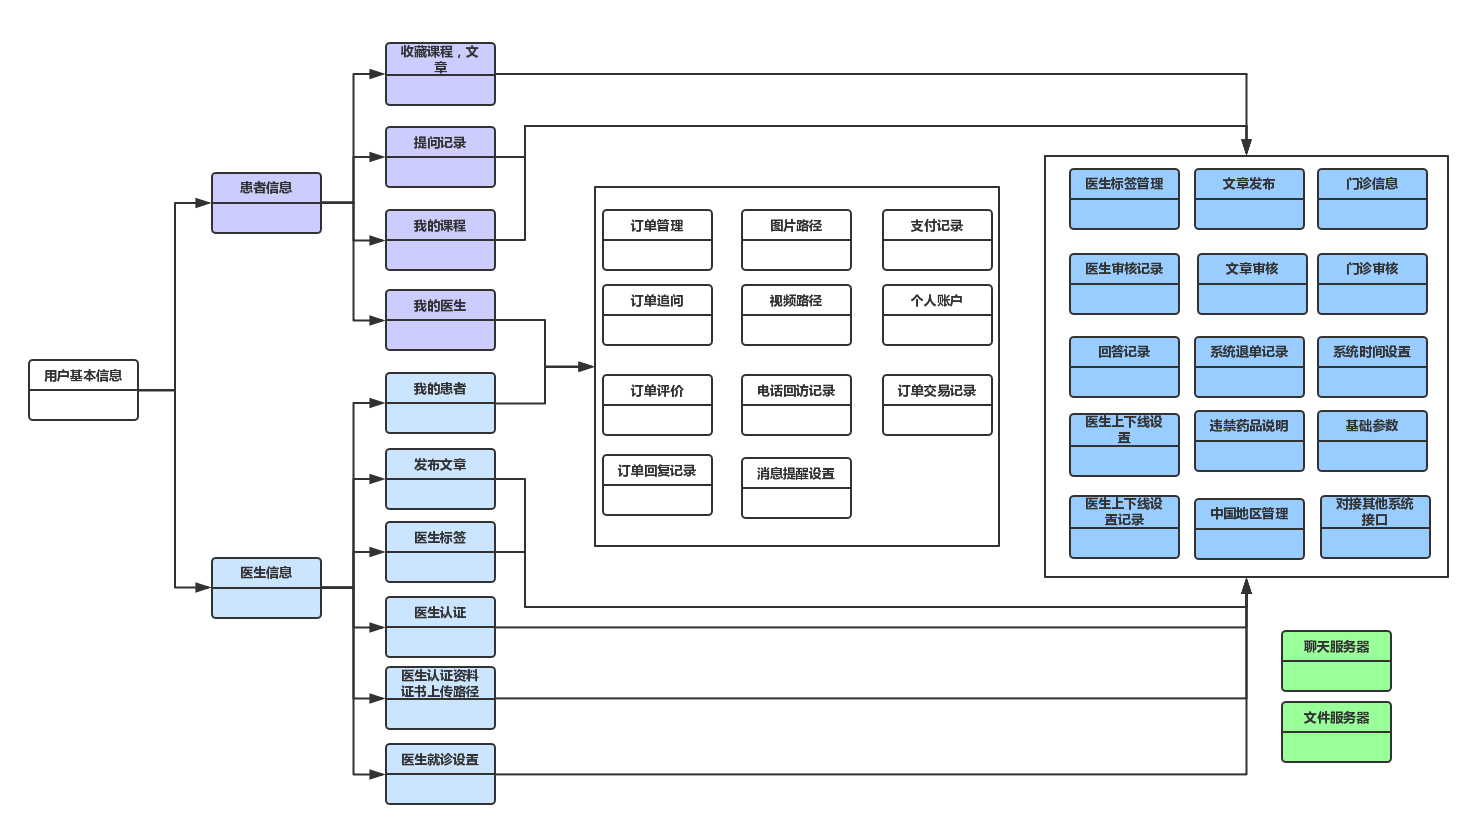 收藏课程，文
章
提问记录
患者信息
我的课程
我的医生
用户基本信息
我的患者
发布文章
医生标签
医生信息
医生认证
医生认证资料
证书上传路径
医生就诊设置
订单管理
图片路径
支付记录
订单追问
视频路径
个人账户
订单评价
电话回访记录
订单交易记录
订单回复记录
消息提醒设置
医生标签管理
文章发布
门诊信息
医生审核记录
文章审核
门诊审核
回答记录
系统退单记录
系统时间设置
医生上下线设
置
违禁药品说明
基础参数
医生上下线设
置记录
中国地区管理
对接其他系统
接口
聊天服务器
文件服务器